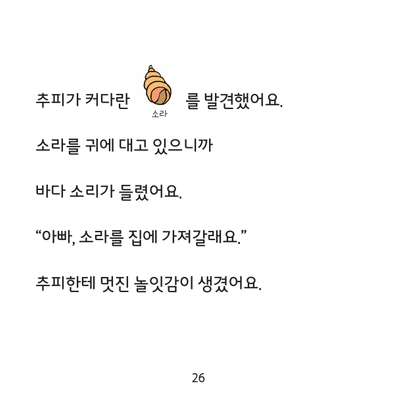 추피가 커다란 를 발견했어요.
소라
소라를 귀에 대고 있으니까
바다 소리가 들렸어요.
“아빠, 소라를 집에 가져갈래요.”
추피한테 멋진 놀잇감이 생겼어요.
26